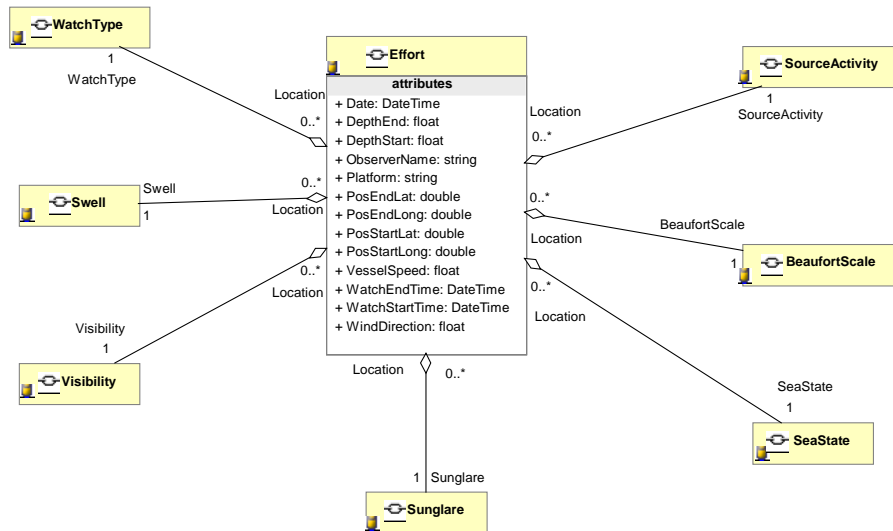 WatchType
1
WatchType
Location
0..*
Effort
attributes
+ Date: DateTime
+ DepthEnd: float
+ DepthStart: float
+ ObserverName: string
+ Platform: string
+ PosEndLat: double
+ PosEndLong: double
+ PosStartLat: double
+ PosStartLong: double
+ VesselSpeed: float
+ WatchEndTime: DateTime
+ WatchStartTime: DateTime
+ WindDirection: float
SourceActivity
1
SourceActivity
Location
0..*
Swell
Swell
1
0..*
Location
0..*
Location
BeaufortScale
1
BeaufortScale
0..*
Location
Visibility
1
Visibility
0..*
Location
SeaState
1
SeaState
Location
0..*
1
Sunglare
Sunglare